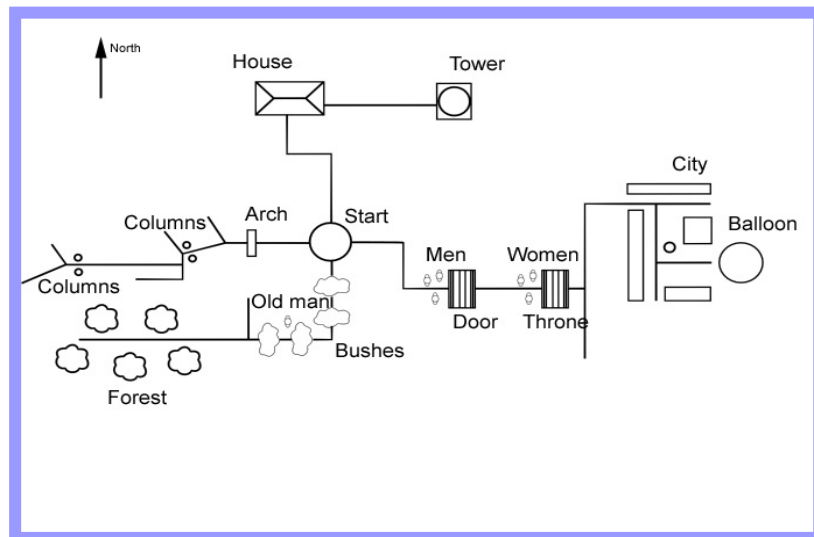 North
House
Tower
City
Columns
Arch
Start
Balloon
Men
Women
Columns
Old man
Door
Throne
Bushes
Forest